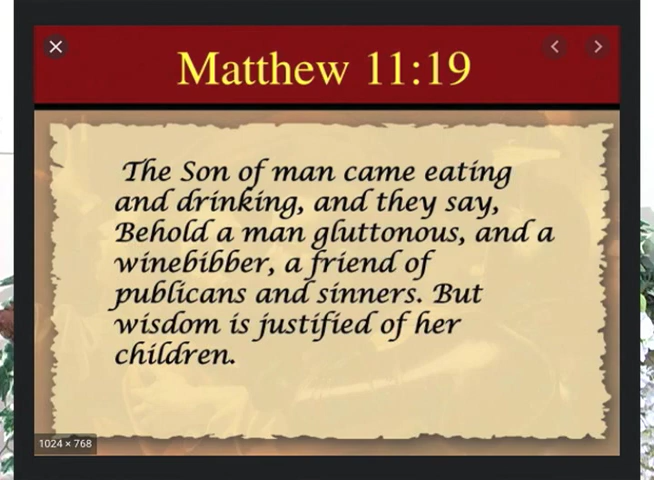 Matthew 11:19
The Son of man came eating
and drinking, and they say,
Behold a man gluttonous, and a
winebibber, a friend of
publicans and sinners. But
wisdom is justified of her
children.
1024 × 768